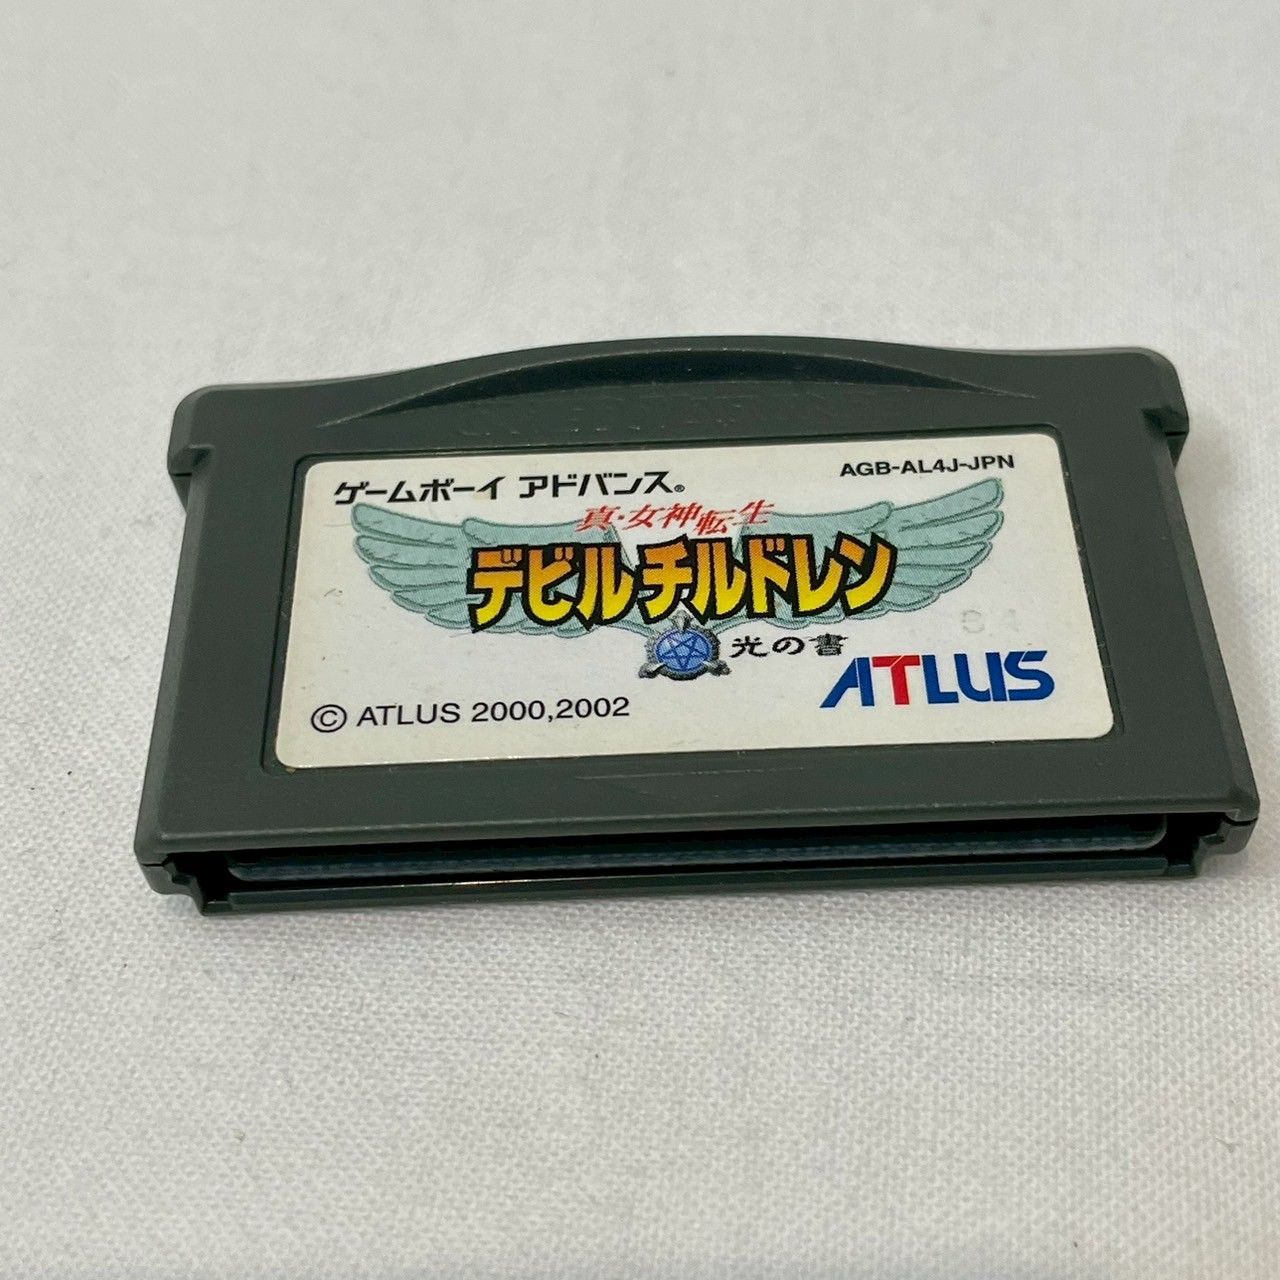 ゲームボーイ アドバンス®
AGB-AL4J-JPN
真・女神転生
デビルチルドレン
光の書
ATLUS
© ATLUS 2000,2002